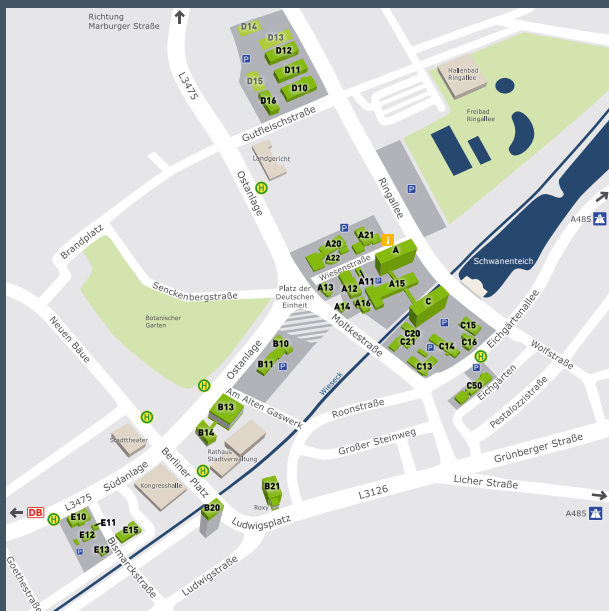 Richtung
Marburger Straße
L3475
D14
D13
D12
P
D11
D15
D10
D16
Gutfleischstraße
Hallenbad
Ringallee
Freibad
Ringallee
Landgericht
H
Ostanlage
Ringallee
P
A485
Brandplatz
P
A21
i
A20
A
A22
Wiesenstraße
Schwanenteich
A11
P
A13
A12
A15
Senckenbergstraße
Platz der
Deutschen
Einheit
A14
A16
C
Botanischer
Garten
Neuen Bäue
Moltkestraße
P
C15
C20
C21
C14
C16
P
C13
Eichgärtenallee
Wolfstraße
H
B10
Ostanlage
B11
P
P
C50
Eichgärten
Wieseck
H
Am Alten Gaswerk
Roonstraße
Pestalozzistraße
B13
H
B14
Stadttheater
Rathaus
Stadtverwaltung
Großer Steinweg
Grünberger Straße
Berliner Platz
H
Südanlage
Kongresshalle
B21
Roxy
L3126
Licher Straße
A485
L3475
DB
H
E10
E11
E12
E15
E13
P
B20
Ludwigsplatz
Bismarckstraße
Goethestraße
Ludwigstraße